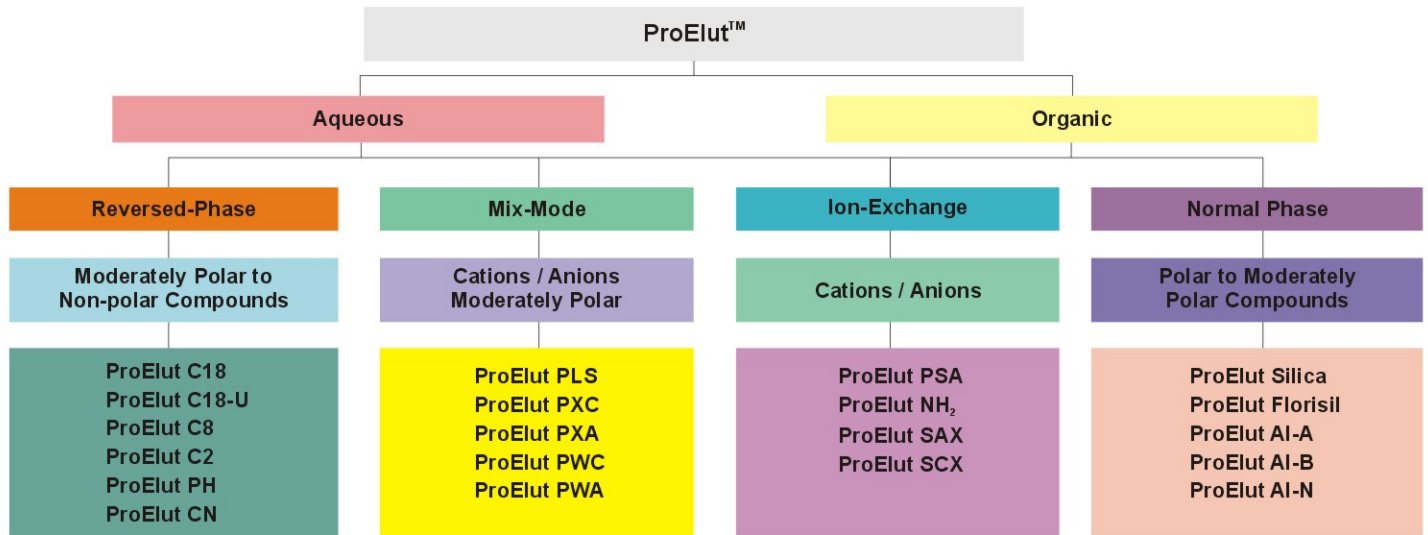 ProElut™
Aqueous
Organic
Reversed-Phase
Mix-Mode
Ion-Exchange
Normal Phase
Moderately Polar to
Non-polar Compounds
Cations / Anions
Moderately Polar
Cations / Anions
Polar to Moderately
Polar Compounds
ProElut C18
ProElut C18-U
ProElut C8
ProElut C2
ProElut PH
ProElut CN
ProElut PLS
ProElut PXC
ProElut PXA
ProElut PWC
ProElut PWA
ProElut PSA
ProElut NH₂
ProElut SAX
ProElut SCX
ProElut Silica
ProElut Florisil
ProElut Al-A
ProElut Al-B
ProElut Al-N